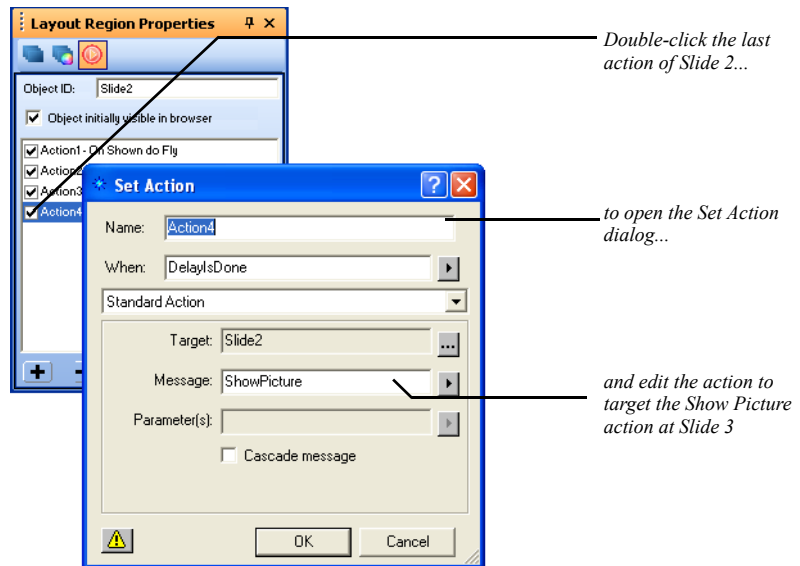 Layout Region Properties
Object ID: Slide2
Object initially visible in browser
Action1 - On Shown do Fly
Action2
Action3
Action4
Set Action
Name: Action4
When: DelayIsDone
Standard Action
Target: Slide2
...
Message: ShowPicture
Parameter(s):
Cascade message
OK Cancel
Double-click the last
action of Slide 2...
to open the Set Action
dialog...
and edit the action to
target the Show Picture
action at Slide 3